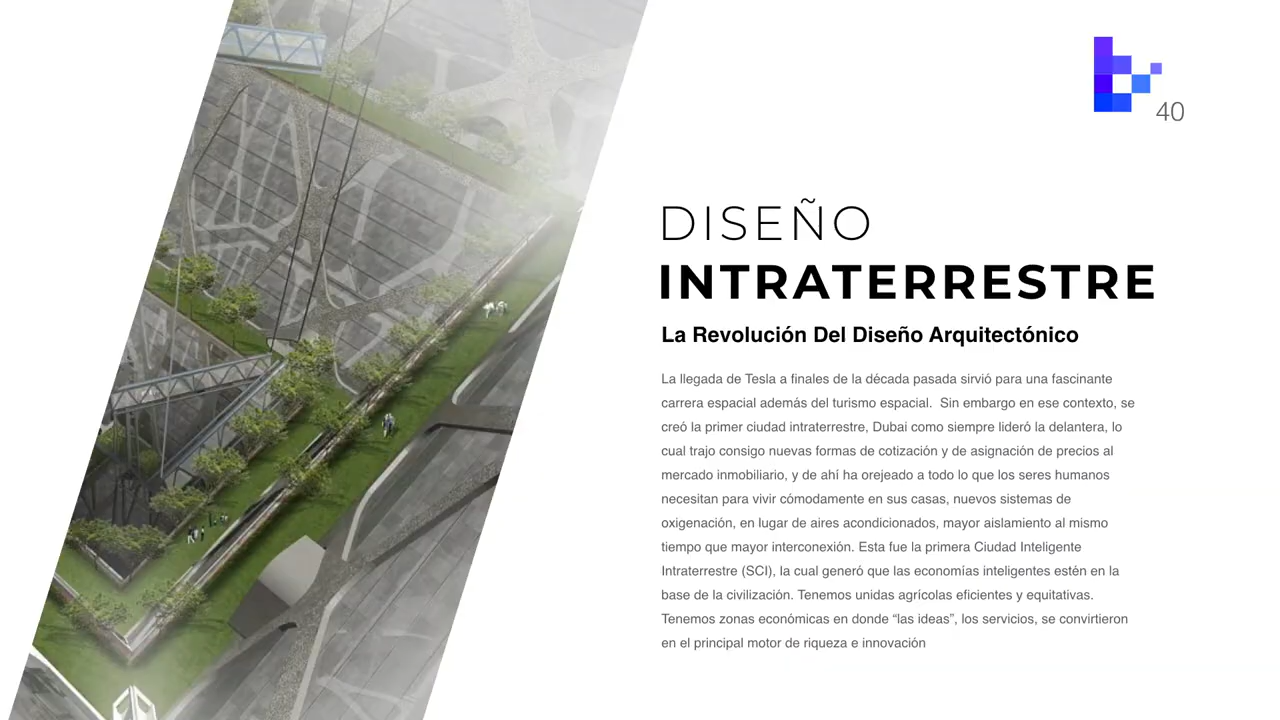 40
DISEÑO
INTRATERRESTRE
La Revolución Del Diseño Arquitectónico
La llegada de Tesla a finales de la década pasada sirvió para una fascinante
carrera espacial además del turismo espacial.  Sin embargo en ese contexto, se
creó la primer ciudad intraterrestre, Dubai como siempre lideró la delantera, lo
cual trajo consigo nuevas formas de cotización y de asignación de precios al
mercado inmobiliario, y de ahí ha orejeado a todo lo que los seres humanos
necesitan para vivir cómodamente en sus casas, nuevos sistemas de
oxigenación, en lugar de aires acondicionados, mayor aislamiento al mismo
tiempo que mayor interconexión. Esta fue la primera Ciudad Inteligente
Intraterrestre (SCI), la cual generó que las economías inteligentes estén en la
base de la civilización. Tenemos unidas agrícolas eficientes y equitativas.
Tenemos zonas económicas en donde “las ideas”, los servicios, se convirtieron
en el principal motor de riqueza e innovación